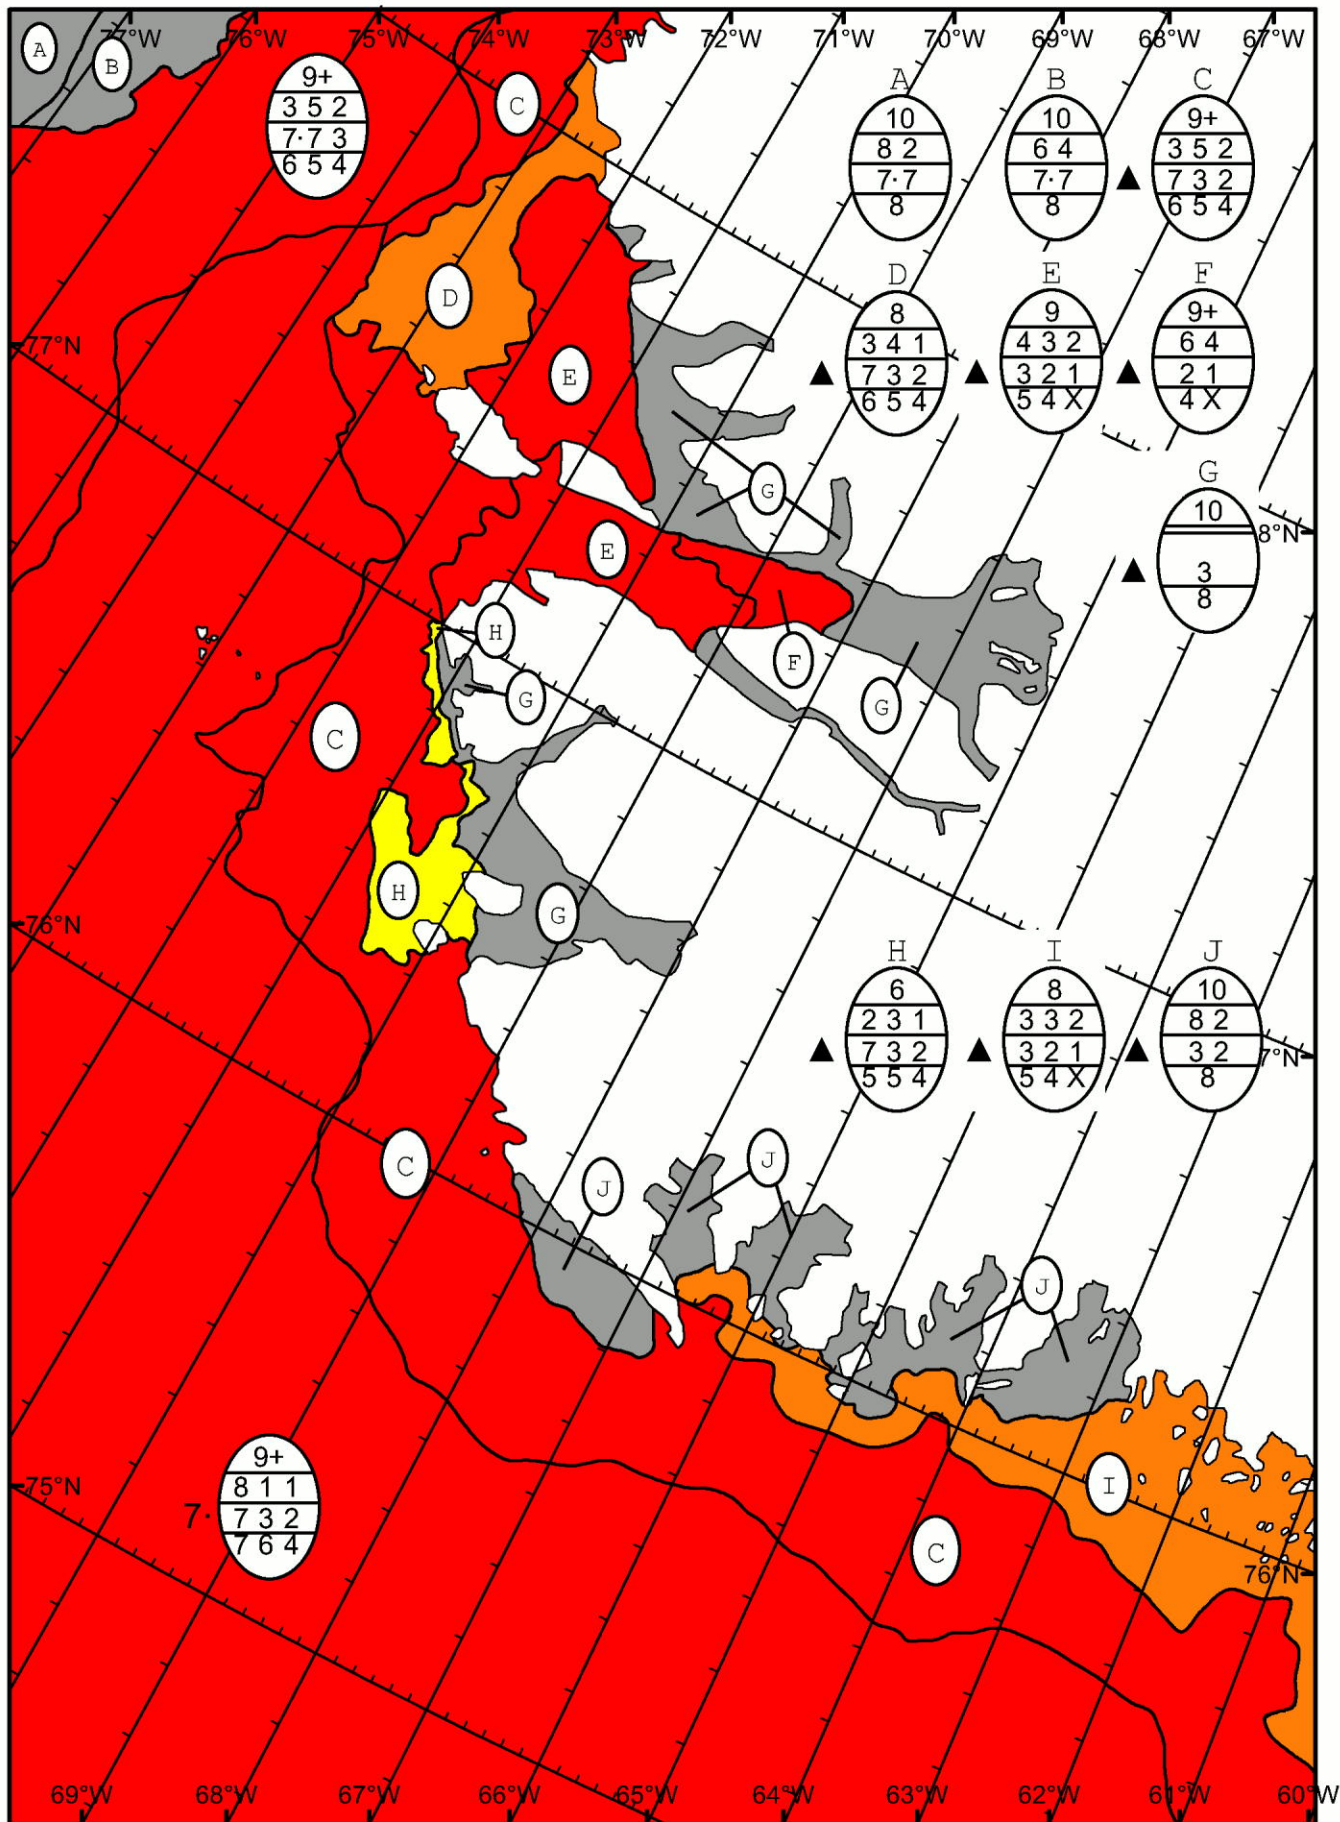 77°W 76°W 75°W 74°W 73°W 72°W 71°W 70°W 69°W 68°W 67°W
A
B
C
9+
3 5 2
7·7 3
6 5 4
A
10
8 2
7·7
8
B
10
6 4
7·7
8
C
9+
3 5 2
7 3 2
6 5 4
D
8
3 4 1
7 3 2
6 5 4
E
9
4 3 2
3 2 1
5 4 X
F
9+
6 4
2 1
4 X
D
77°N
E
G
G
10
3
8
8°N
E
H
F
G
G
C
H
G
76°N
H
6
2 3 1
7 3 2
5 5 4
I
8
3 3 2
3 2 1
5 4 X
J
10
8 2
3 2
8
7°N
C
J
J
J
75°N
9+
8 1 1
7· 7 3 2
7 6 4
I
C
76°N
69°W 68°W 67°W 66°W 65°W 64°W 63°W 62°W 61°W 60°W